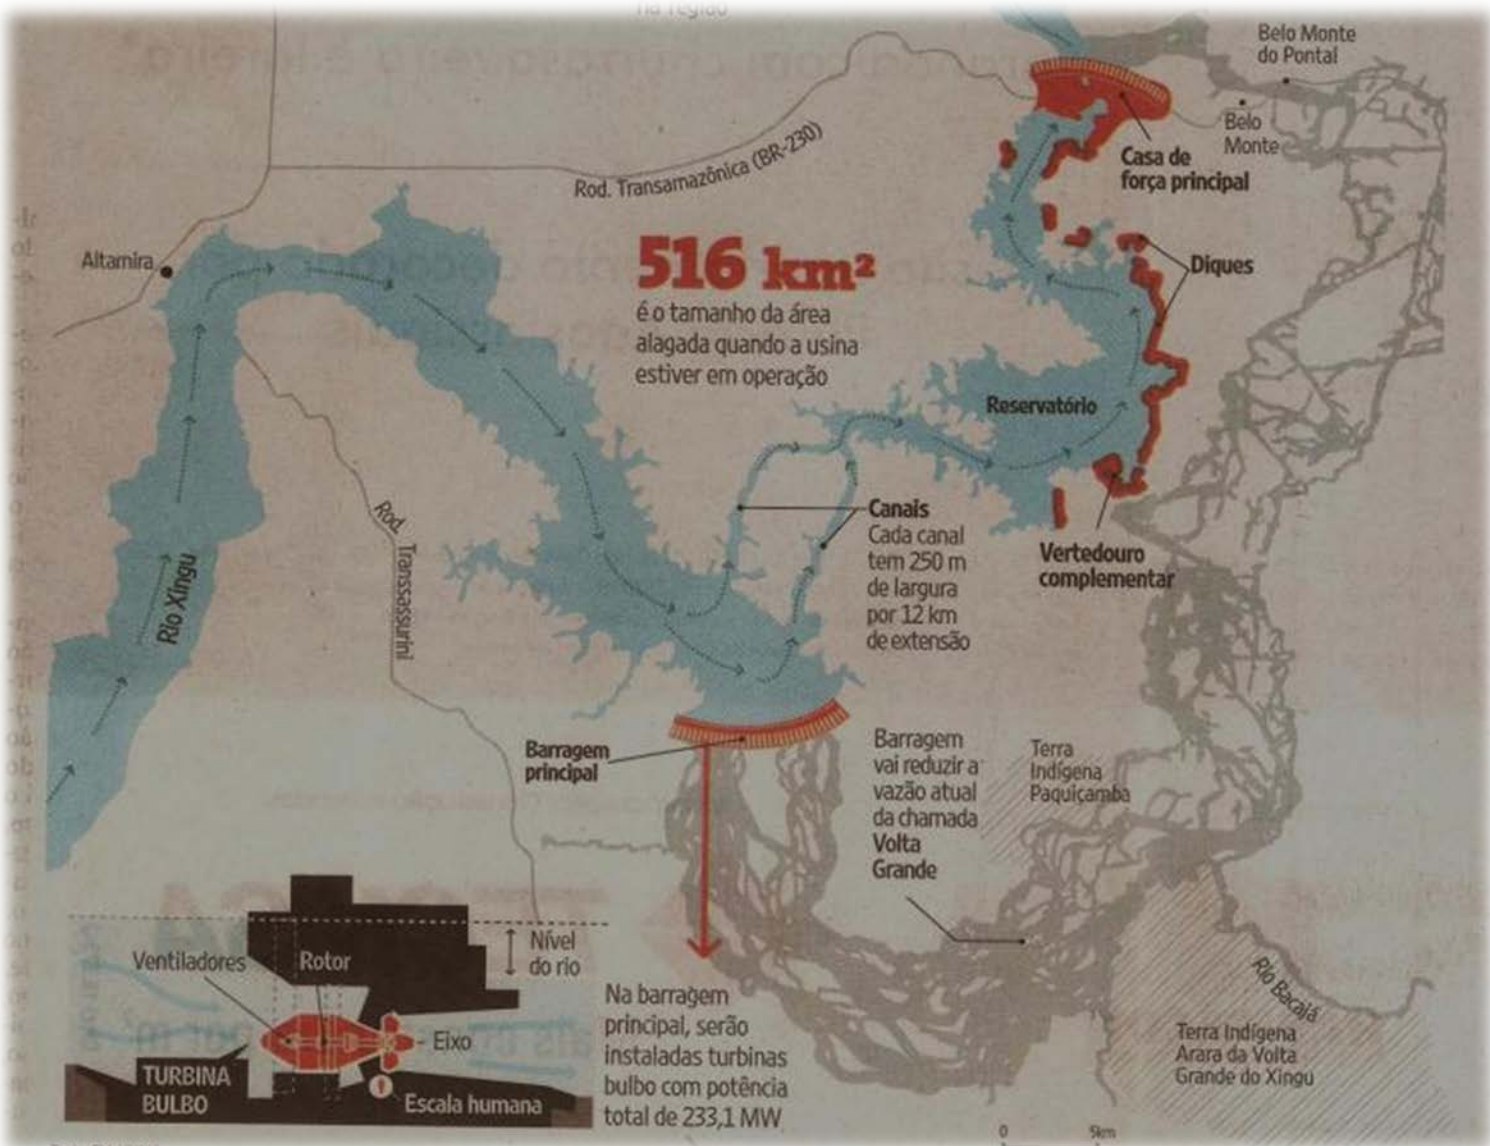 na região
Belo Monte
do Pontal
Belo
Monte
Casa de
força principal
Rod. Transamazônica (BR-230)
Altamira
516 km²
é o tamanho da área
alagada quando a usina
estiver em operação
Diques
Reservatório
Canais
Cada canal
tem 250 m
de largura
por 12 km
de extensão
Vertedouro
complementar
Rio Xingu
Rod. Transassurini
Barragem
principal
Barragem
vai reduzir a
vazão atual
da chamada
Volta
Grande
Terra
Indígena
Paquiçamba
Rio Bacajá
Terra Indígena
Arara da Volta
Grande do Xingu
Nível
do rio
Ventiladores
Rotor
Eixo
TURBINA
BULBO
Escala humana
Na barragem
principal, serão
instaladas turbinas
bulbo com potência
total de 233,1 MW
0 5km